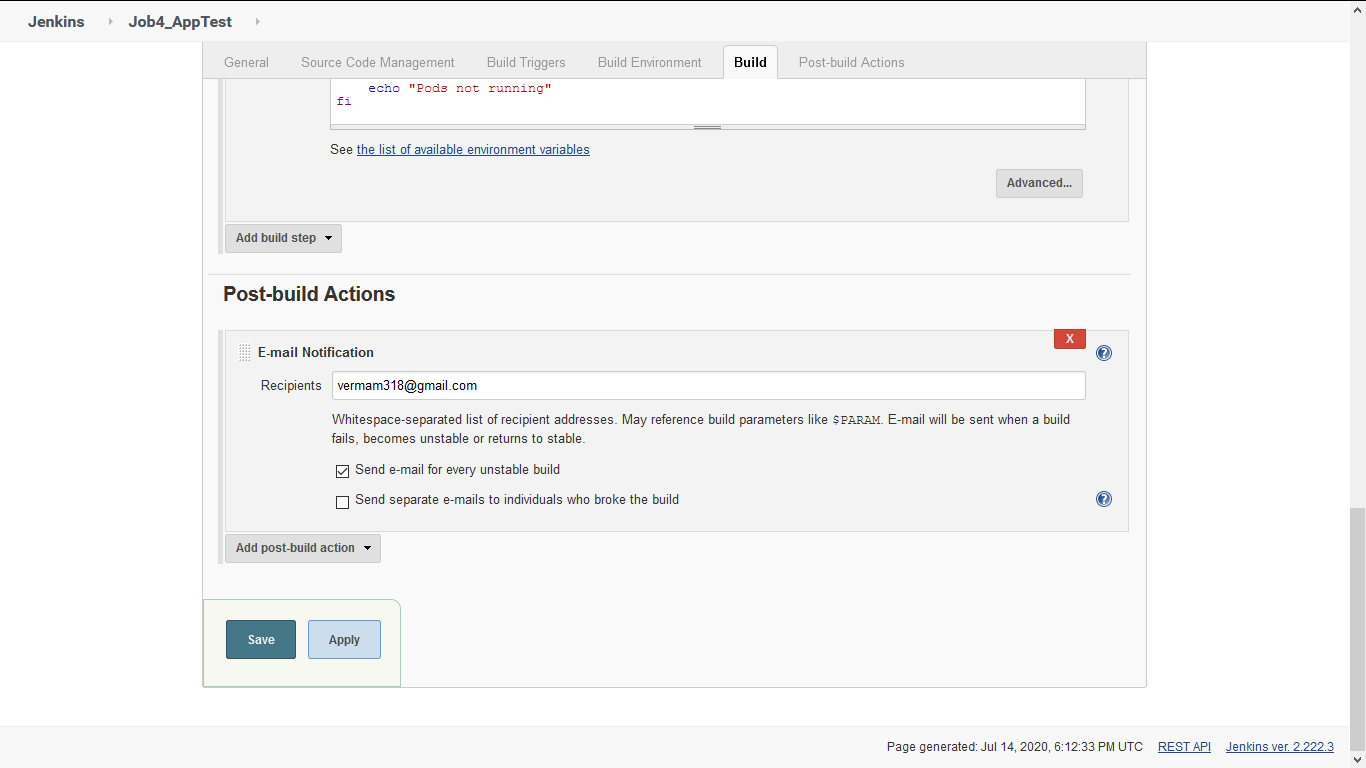 Jenkins Job4_AppTest
General Source Code Management Build Triggers Build Environment Build Post-build Actions
echo "Pods not running"
fi
See the list of available environment variables
Advanced...
Add build step
Post-build Actions
X
E-mail Notification
Recipients vermam318@gmail.com
Whitespace-separated list of recipient addresses. May reference build parameters like $PARAM. E-mail will be sent when a build
fails, becomes unstable or returns to stable.
Send e-mail for every unstable build
Send separate e-mails to individuals who broke the build
Add post-build action
Save Apply
Page generated: Jul 14, 2020, 6:12:33 PM UTC REST API Jenkins ver. 2.222.3